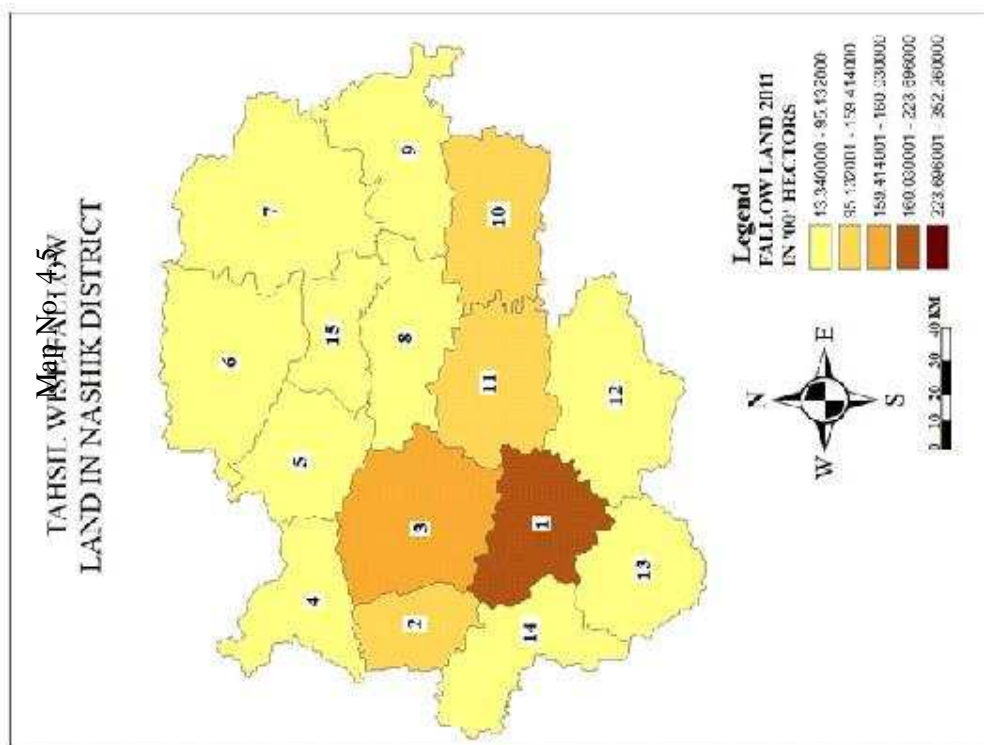 Map No. 4.5
TAHSIL WISE FALLOW
LAND IN NASHIK DISTRICT
6
7
15
9
5
8
4
10
11
3
2
12
1
14
13
N
W
E
S
0 10 20 30 40 KM
Legend
FALLOW LAND 2011
IN '00' HECTORS
13.340000 - 95.132000
95.132001 - 159.414000
159.414001 - 160.030000
160.030001 - 223.696000
223.696001 - 352.260000